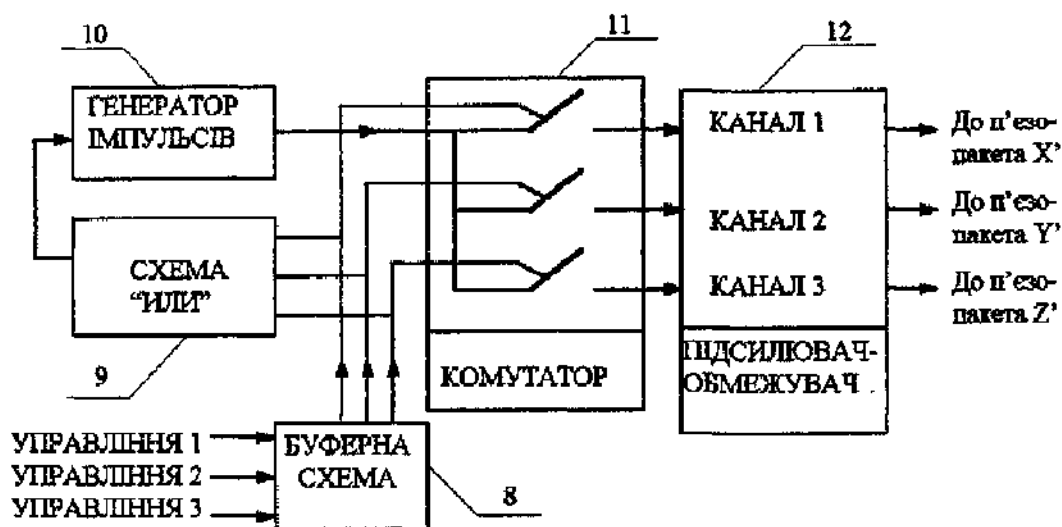 10
11
12
ГЕНЕРАТОР
ІМПУЛЬСІВ
КАНАЛ 1
До п’єзо-
пакета X’
КАНАЛ 2
До п’єзо-
пакета Y’
СХЕМА
“ИЛИ”
КАНАЛ 3
До п’єзо-
пакета Z’
9
КОМУТАТОР
ПІДСИЛЮВАЧ-
ОБМЕЖУВАЧ
УПРАВЛІННЯ 1
УПРАВЛІННЯ 2
УПРАВЛІННЯ 3
БУФЕРНА
СХЕМА
8